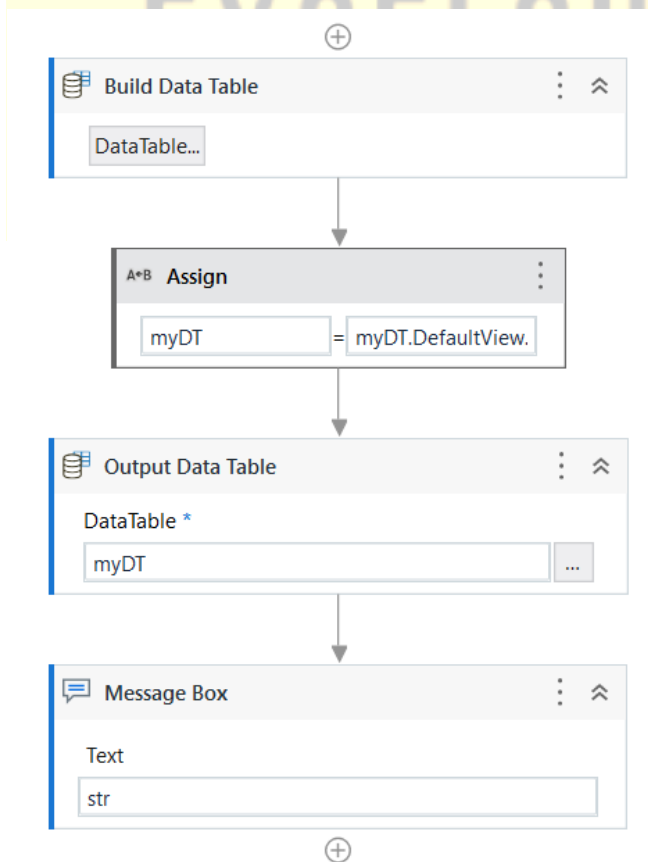 Build Data Table
DataTable...
A+B Assign
myDT = myDT.DefaultView.
Output Data Table
DataTable *
myDT ...
Message Box
Text
str